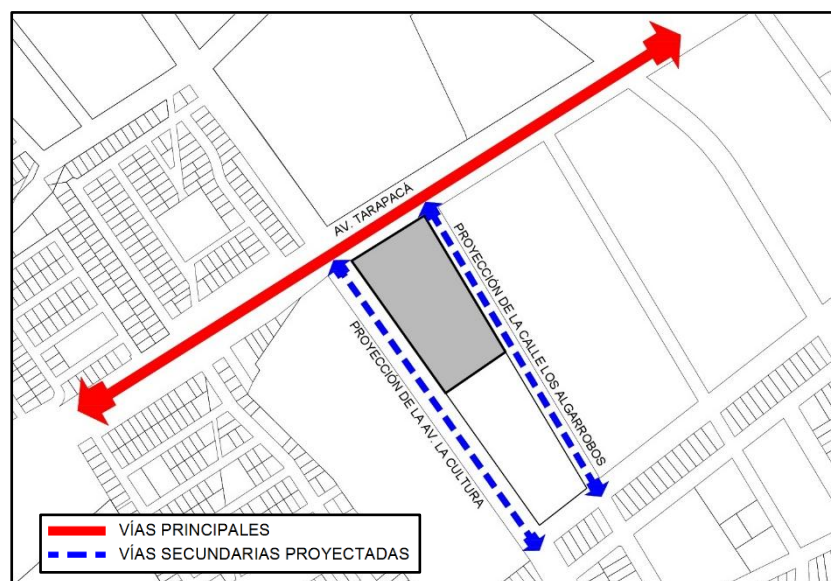 AV. TARAPACÁ
PROYECCIÓN DE LA CALLE LOS ALGARROBOS
PROYECCIÓN DE LA AV. LA CULTURA
VÍAS PRINCIPALES
VÍAS SECUNDARIAS PROYECTADAS